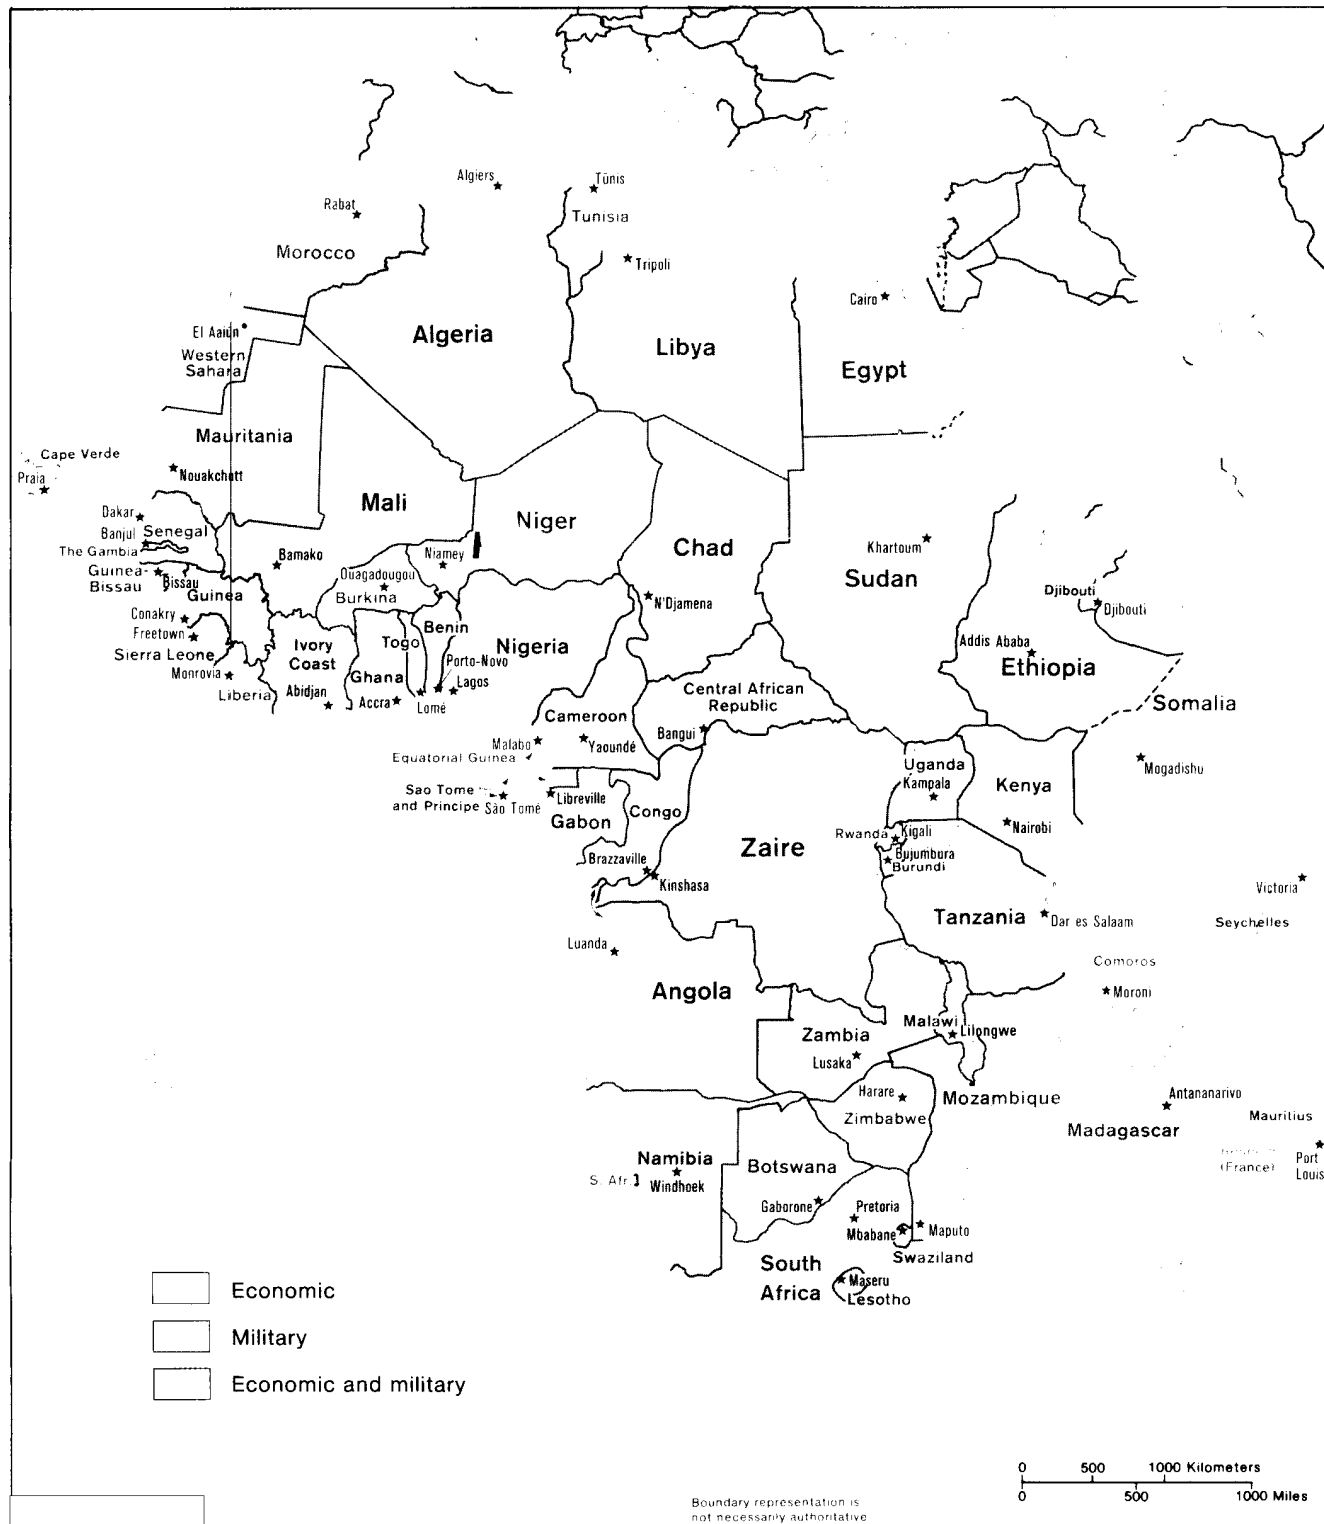 Algiers
Tūnis
Rabat
Tunisia
Morocco
Tripoli
Cairo
El Aaiún
Algeria
Libya
Western
Sahara
Egypt
Mauritania
Cape Verde
Praia
Nouakchott
Mali
Niger
Dakar
Senegal
Banjul
The Gambia
Chad
Khartoum
Sudan
Bamako
Niamey
Guinea-
Bissau
Bissau
Guinea
Ouagadougou
Burkina
N'Djamena
Djibouti
Djibouti
Conakry
Freetown
Sierra Leone
Monrovia
Liberia
Ivory
Coast
Abidjan
Togo
Benin
Ghana
Accra
Lomé
Porto-Novo
Lagos
Nigeria
Addis Ababa
Ethiopia
Somalia
Central African
Republic
Cameroon
Malabo
Yaoundé
Bangui
Equatorial Guinea
Mogadishu
Uganda
Kampala
Kenya
Sao Tome
and Principe
São Tomé
Libreville
Gabon
Congo
Nairobi
Rwanda
Kigali
Zaire
Bujumbura
Burundi
Brazzaville
Kinshasa
Victoria
Seychelles
Tanzania
Dar es Salaam
Luanda
Comoros
Moroni
Angola
Malawi
Lilongwe
Zambia
Lusaka
Harare
Zimbabwe
Mozambique
Antananarivo
Madagascar
Mauritius
Namibia
S. Afr.
Windhoek
Botswana
(France)
Port
Louis
Gaborone
Pretoria
Mbabane
Maputo
Swaziland
South
Africa
Maseru
Lesotho
Economic
Military
Economic and military
0 500 1000 Kilometers
0 500 1000 Miles
Boundary representation is
not necessarily authoritative